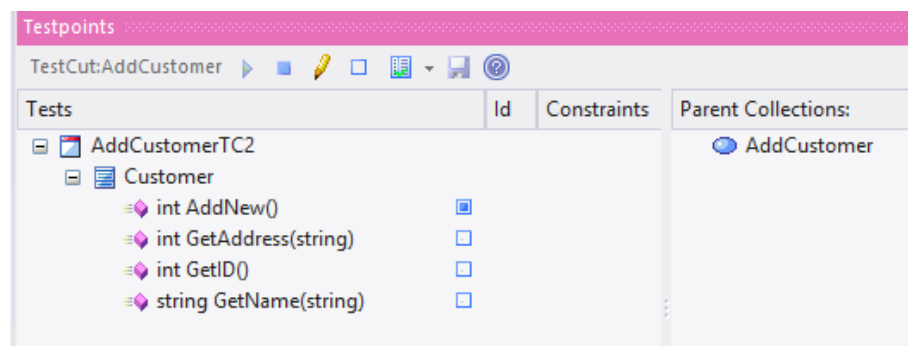 Testpoints
TestCut:AddCustomer
Tests Id Constraints Parent Collections:
AddCustomerTC2 AddCustomer
Customer
int AddNew()
int GetAddress(string)
int GetID()
string GetName(string)